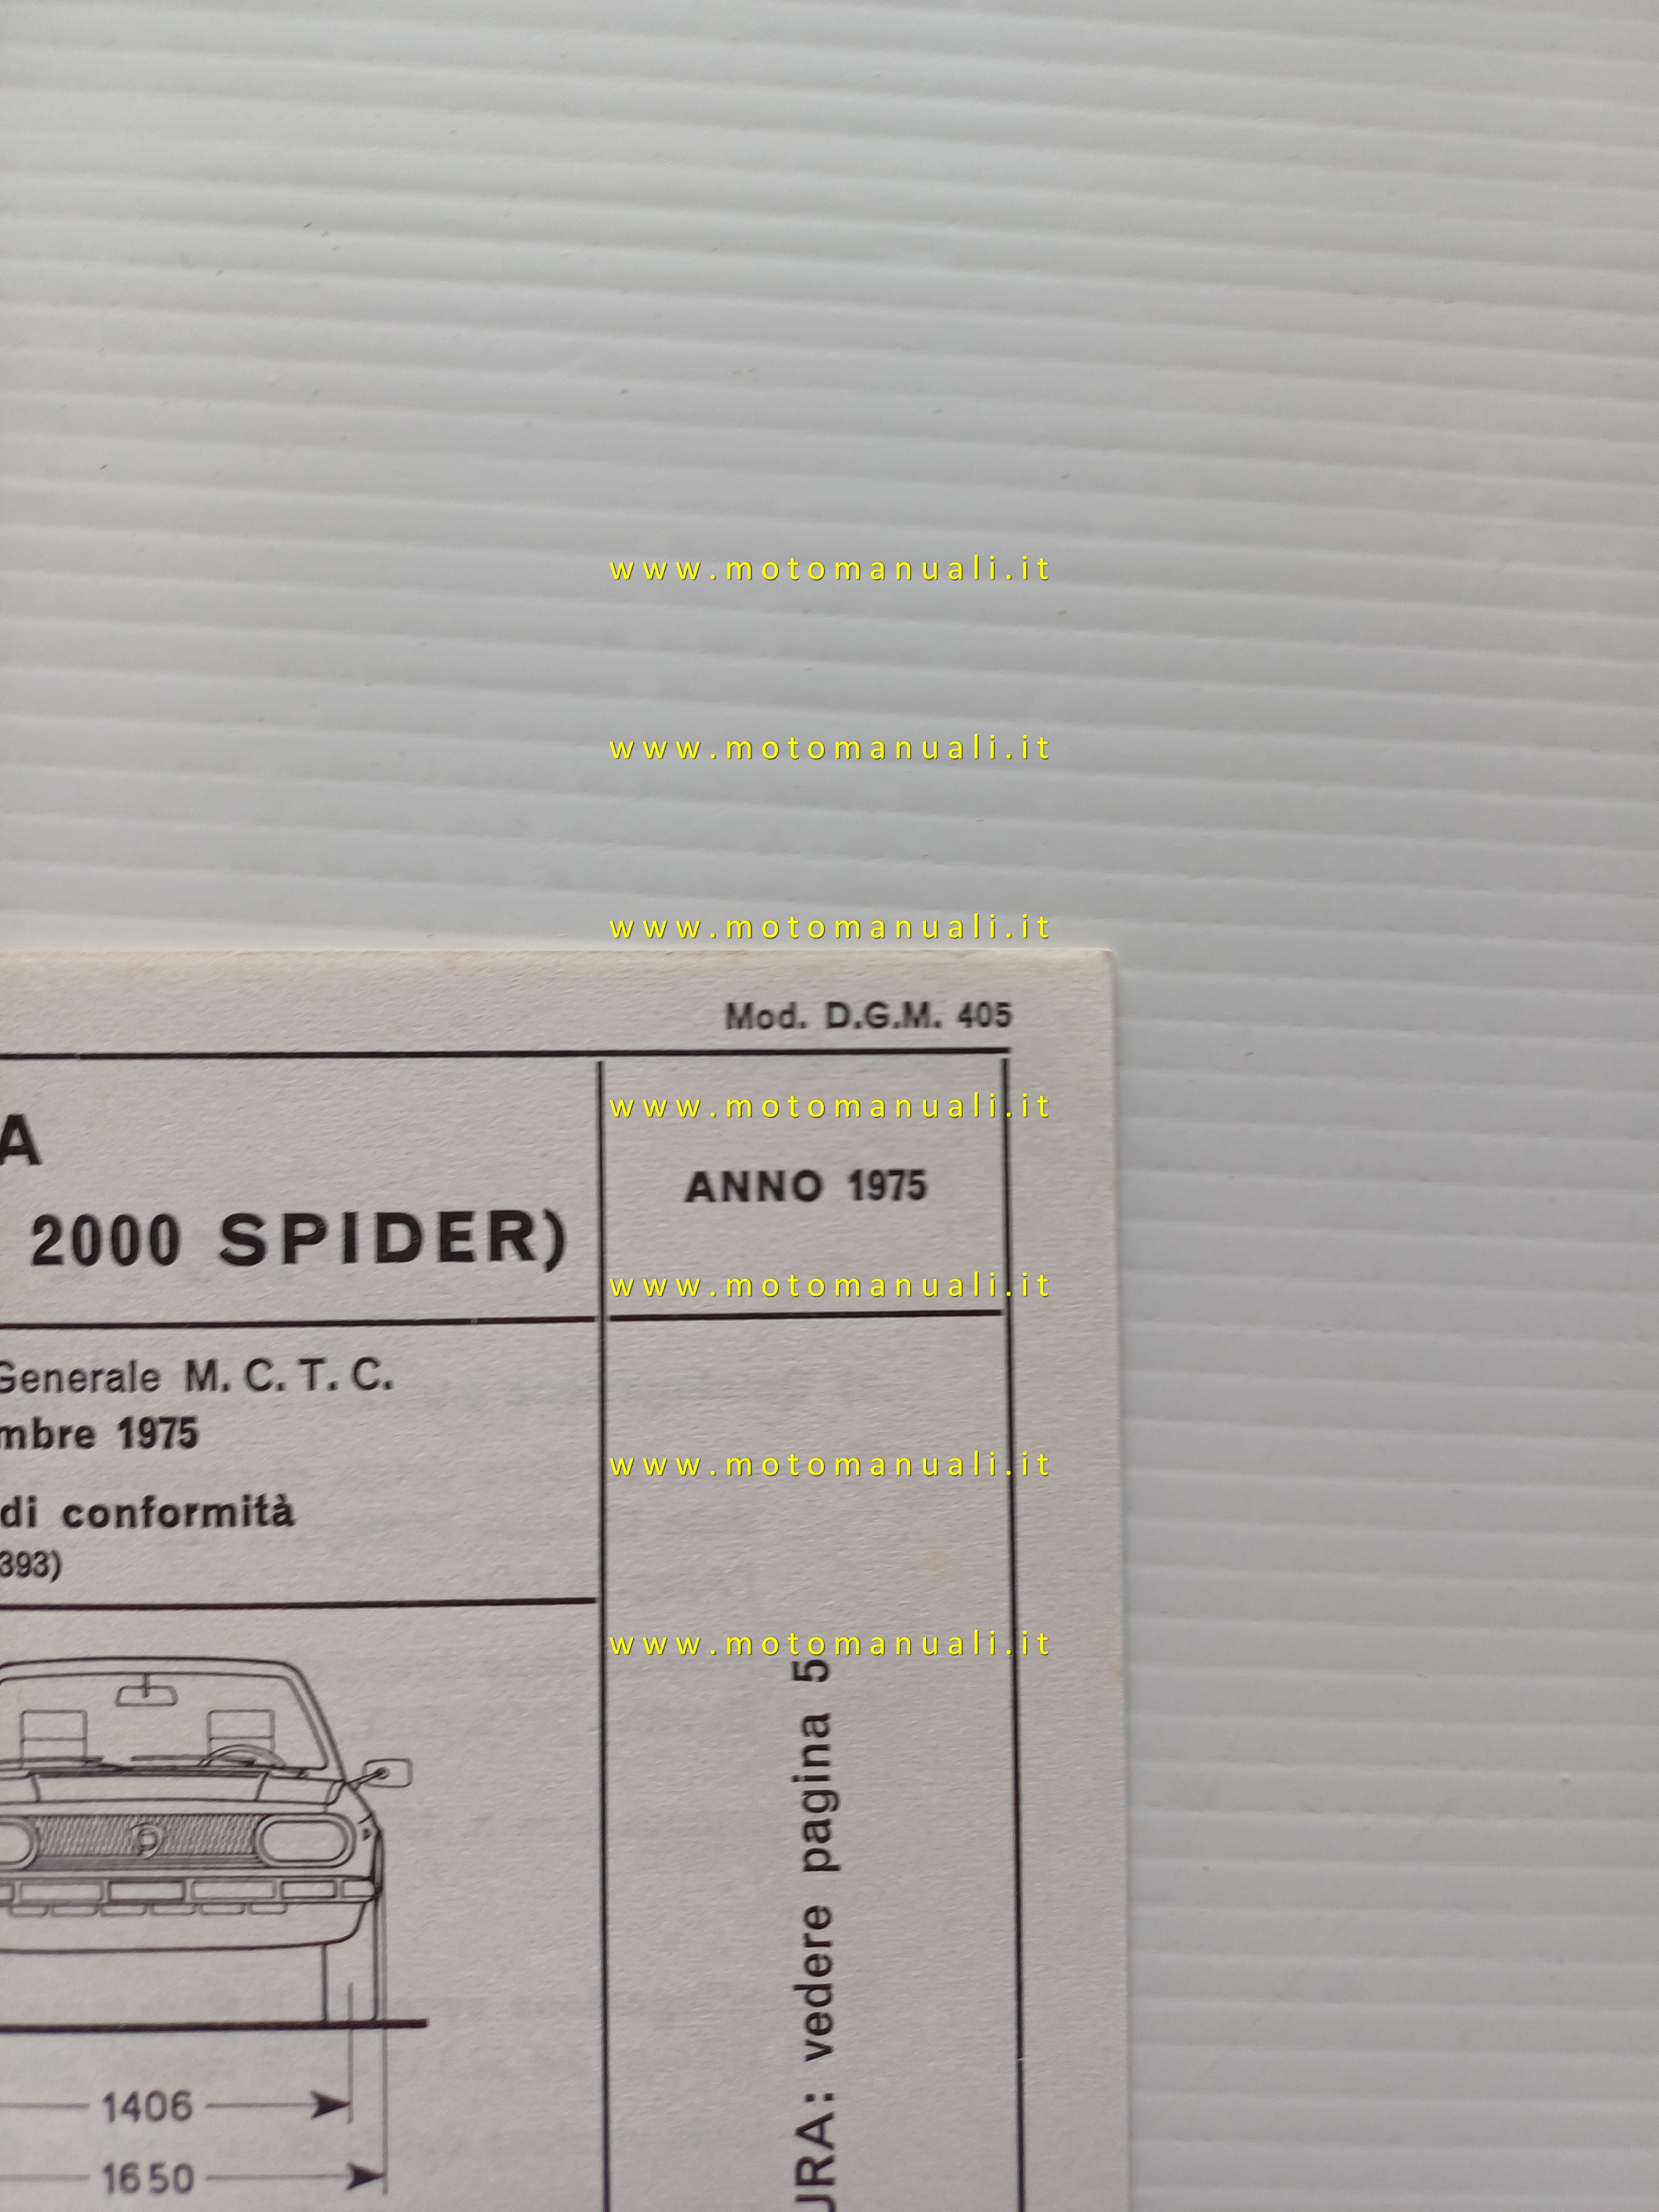 www.motomanuali.it
www.motomanuali.it
www.motomanuali.it
Mod. D.G.M. 405
www.motomanuali.it
A
ANNO 1975
2000 SPIDER)
www.motomanuali.it
Generale M.C.T.C.
mbre 1975
www.motomanuali.it
di conformità
393)
www.motomanuali.it
URA: vedere pagina 5
1406
1650